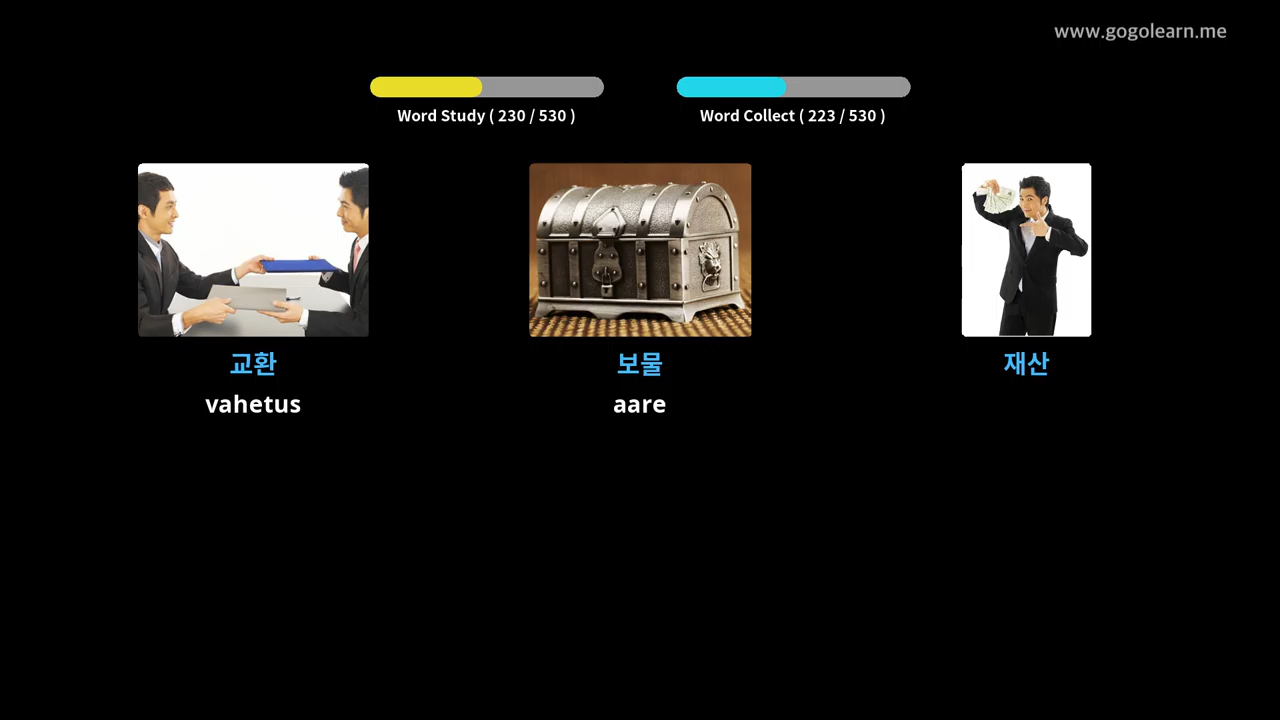 www.gogolearn.me
Word Study ( 230 / 530 )
Word Collect ( 223 / 530 )
교환
보물
재산
vahetus
aare